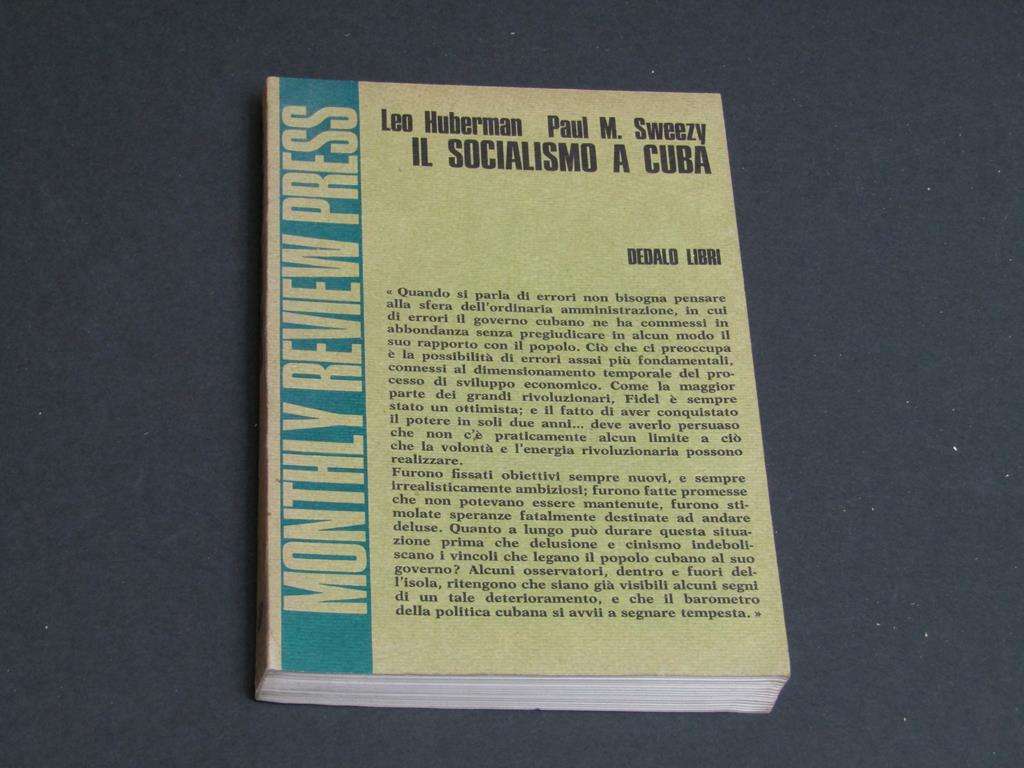 MONTHLY REVIEW PRESS
Leo Huberman Paul M. Sweezy
IL SOCIALISMO A CUBA
DEDALO LIBRI
« Quando si parla di errori non bisogna pensare
alla sfera dell'ordinaria amministrazione, in cui
di errori il governo cubano ne ha commessi in
abbondanza senza pregiudicare in alcun modo il
suo rapporto con il popolo. Ciò che ci preoccupa
è la possibilità di errori assai più fondamentali,
connessi al dimensionamento temporale del pro-
cesso di sviluppo economico. Come la maggior
parte dei grandi rivoluzionari, Fidel è sempre
stato un ottimista; e il fatto di aver conquistato
il potere in soli due anni... deve averlo persuaso
che non c'è praticamente alcun limite a ciò
che la volontà e l'energia rivoluzionaria possono
realizzare.
Furono fissati obiettivi sempre nuovi, e sempre
irrealisticamente ambiziosi; furono fatte promesse
che non potevano essere mantenute, furono sti-
molate speranze fatalmente destinate ad andare
deluse. Quanto a lungo può durare questa situa-
zione prima che delusione e cinismo indeboli-
scano i vincoli che legano il popolo cubano al suo
governo? Alcuni osservatori, dentro e fuori del-
l'isola, ritengono che siano già visibili alcuni segni
di un tale deterioramento, e che il barometro
della politica cubana si avvii a segnare tempesta. »